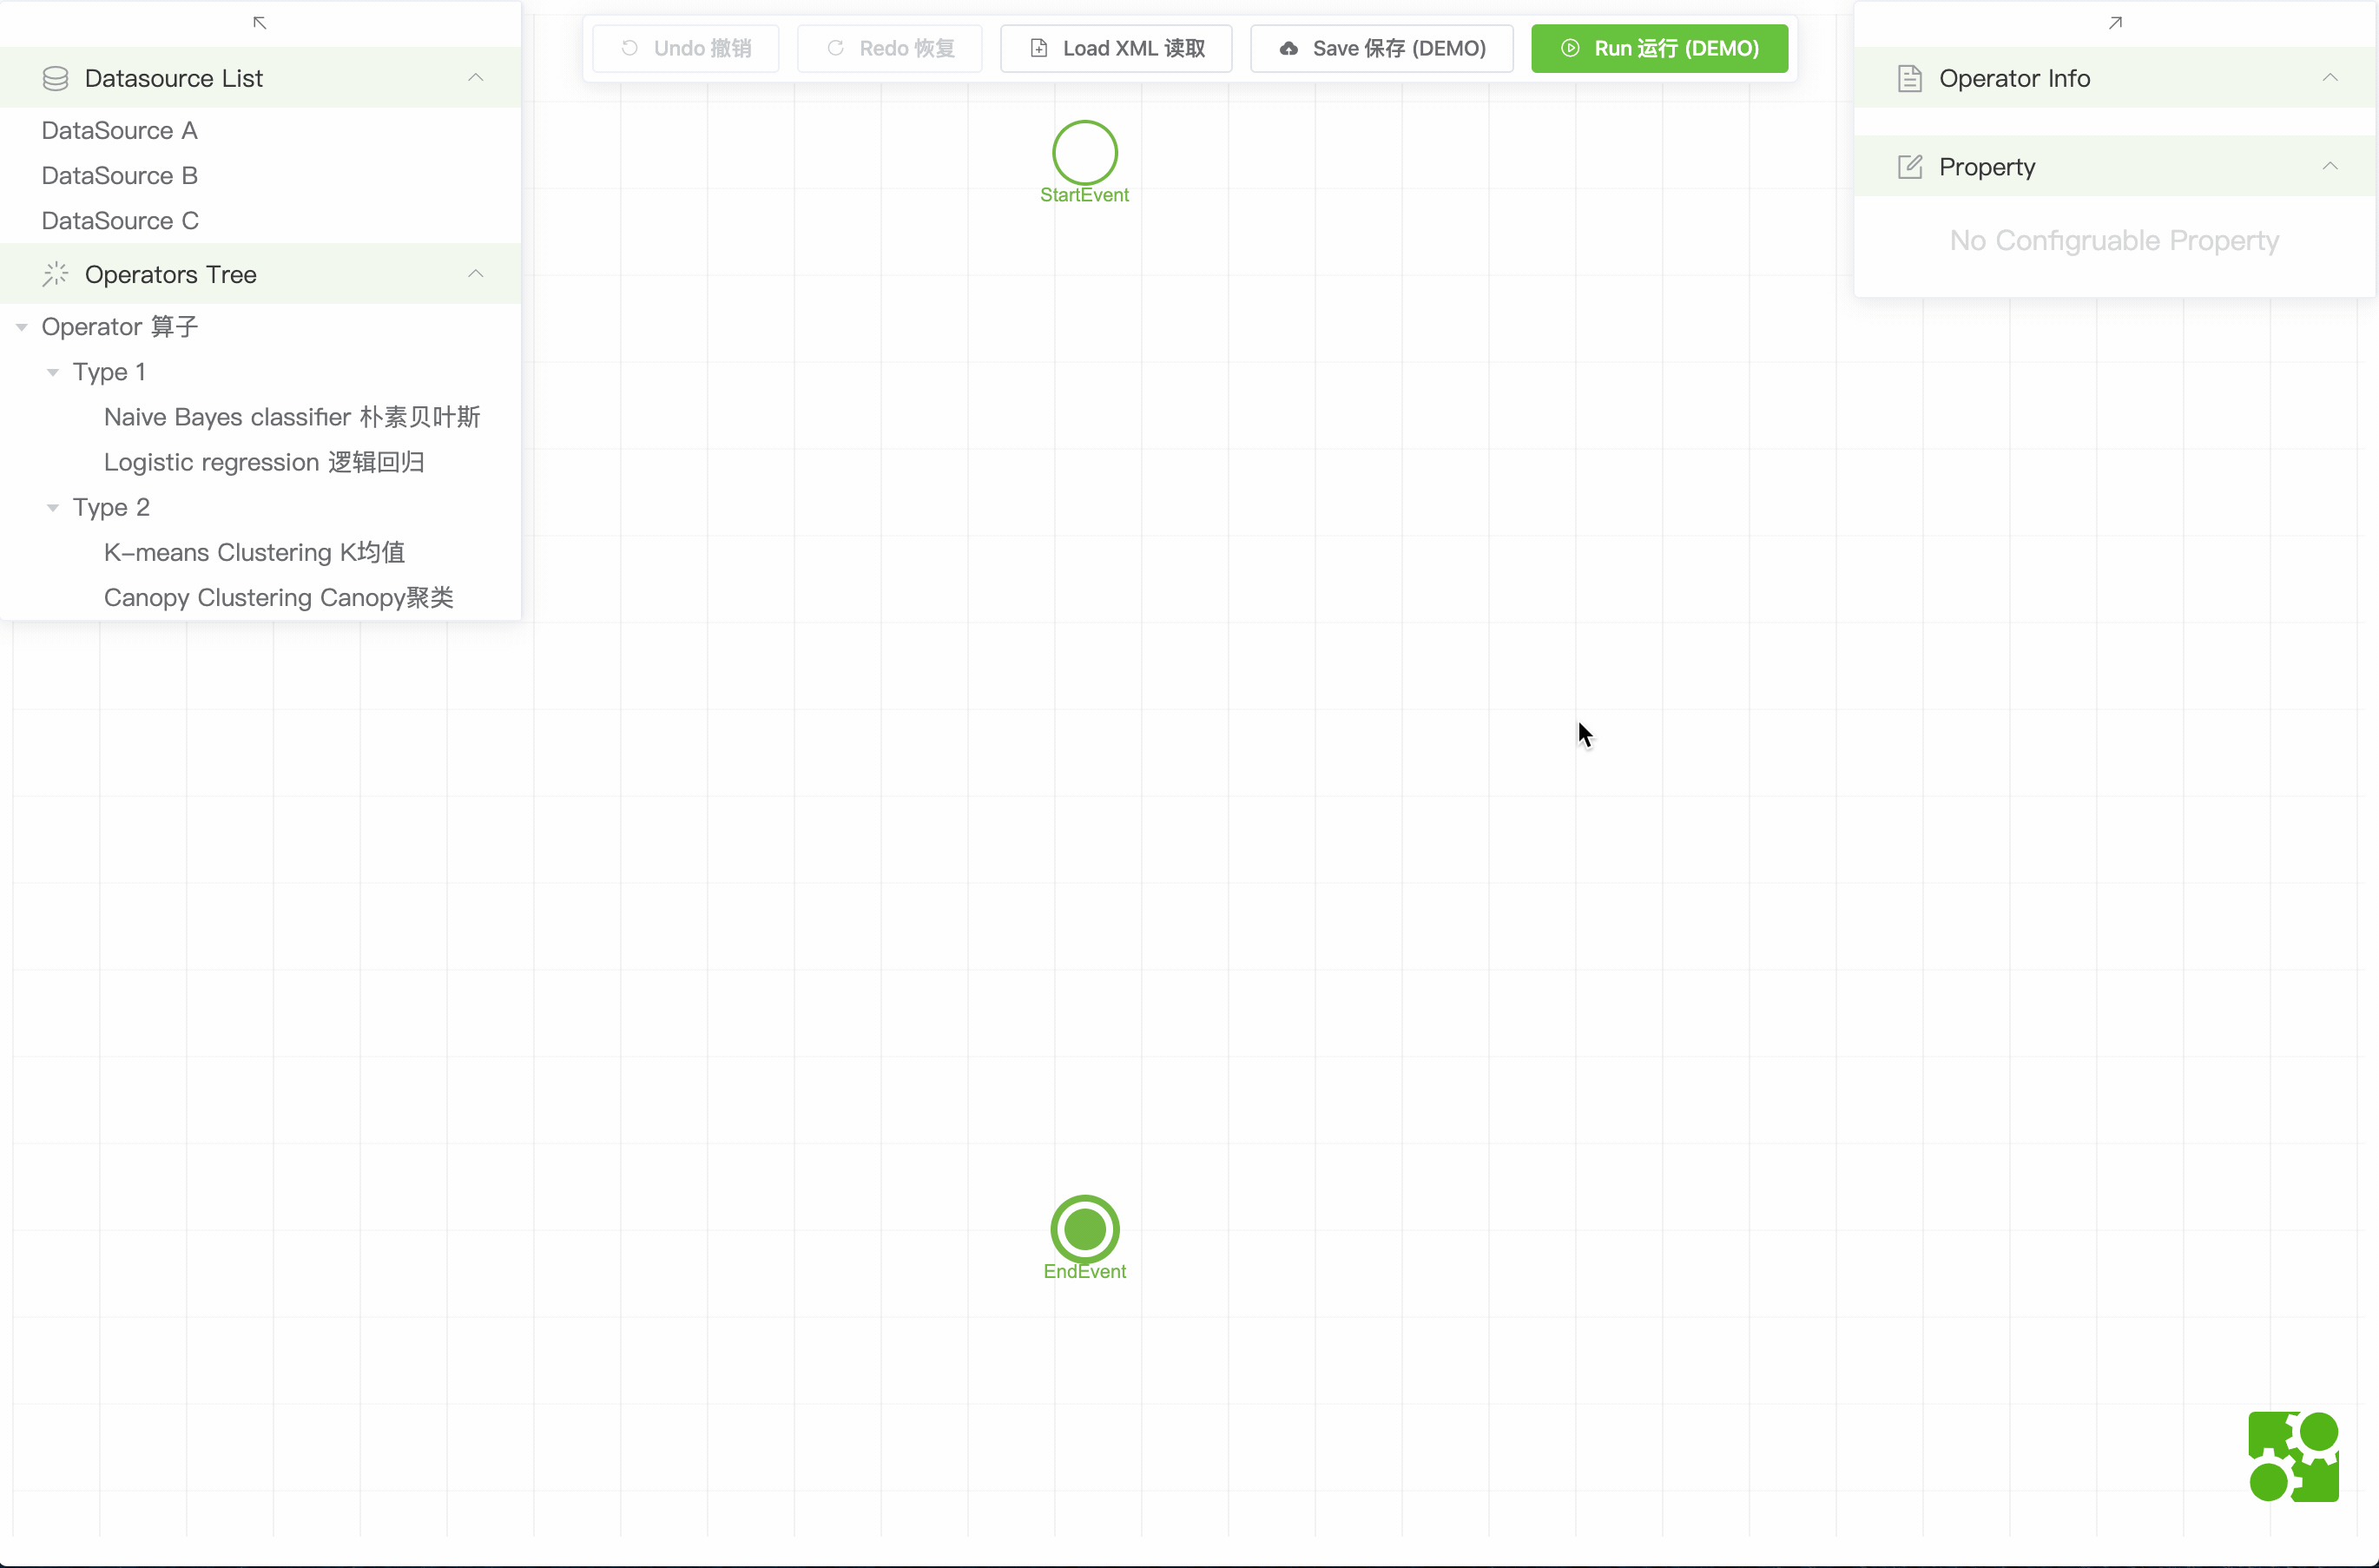 Datasource List
DataSource A
DataSource B
DataSource C
Operators Tree
Operator 算子
Type 1
Naive Bayes classifier 朴素贝叶斯
Logistic regression 逻辑回归
Type 2
K-means Clustering K均值
Canopy Clustering Canopy聚类
Undo 撤销
Redo 恢复
Load XML 读取
Save 保存 (DEMO)
Run 运行 (DEMO)
StartEvent
EndEvent
Operator Info
Property
No Configruable Property